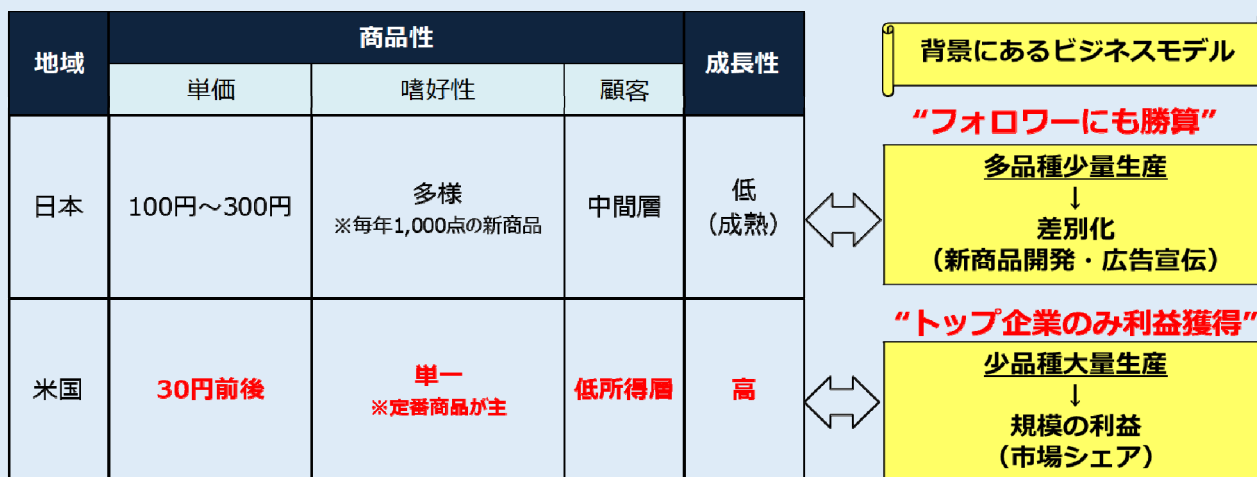 地域
商品性
成長性
単価
嗜好性
顧客
日本
100円～300円
多様
※毎年1,000点の新商品
中間層
低
（成熟）
米国
30円前後
単一
※定番商品が主
低所得層
高
背景にあるビジネスモデル
“フォロワーにも勝算”
多品種少量生産
↓
差別化
（新商品開発・広告宣伝）
“トップ企業のみ利益獲得”
少品種大量生産
↓
規模の利益
（市場シェア）